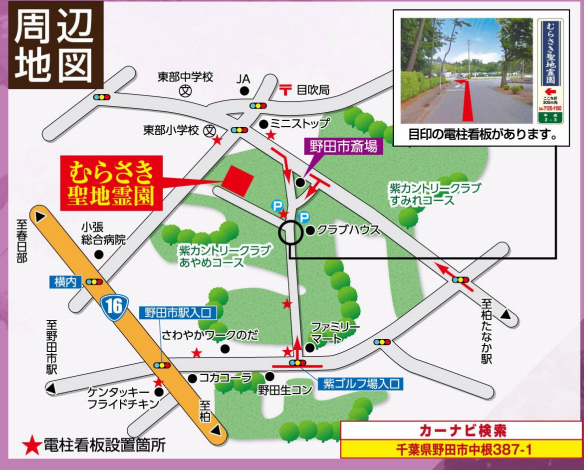 周辺
地図
東部中学校
文
JA
目吹局
東部小学校
文
ミニストップ
野田市斎場
むらさき
聖地霊園
紫カントリークラブ
すみれコース
P
P
クラブハウス
小張
総合病院
紫カントリークラブ
あやめコース
至春日部
横内
16
野田市駅入口
至野田市駅
さわやかワークのだ
ファミリー
マート
至柏たなか駅
コカコーラ
野田生コン
紫ゴルフ場入口
ケンタッキー
フライドチキン
至柏
★電柱看板設置箇所
むらさき聖地霊園
目印の電柱看板があります。
カーナビ検索
千葉県野田市中根387-1